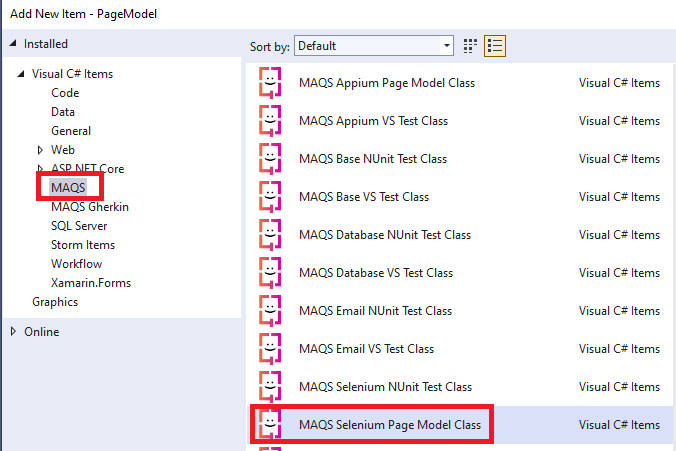 Add New Item - PageModel
Installed
Sort by: Default
Visual C# Items
Code
Data
General
Web
ASP.NET Core
MAQS
MAQS Gherkin
SQL Server
Storm Items
Workflow
Xamarin.Forms
Graphics
Online
MAQS Appium Page Model Class Visual C# Items
MAQS Appium VS Test Class Visual C# Items
MAQS Base NUnit Test Class Visual C# Items
MAQS Base VS Test Class Visual C# Items
MAQS Database NUnit Test Class Visual C# Items
MAQS Database VS Test Class Visual C# Items
MAQS Email NUnit Test Class Visual C# Items
MAQS Email VS Test Class Visual C# Items
MAQS Selenium NUnit Test Class Visual C# Items
MAQS Selenium Page Model Class Visual C# Items